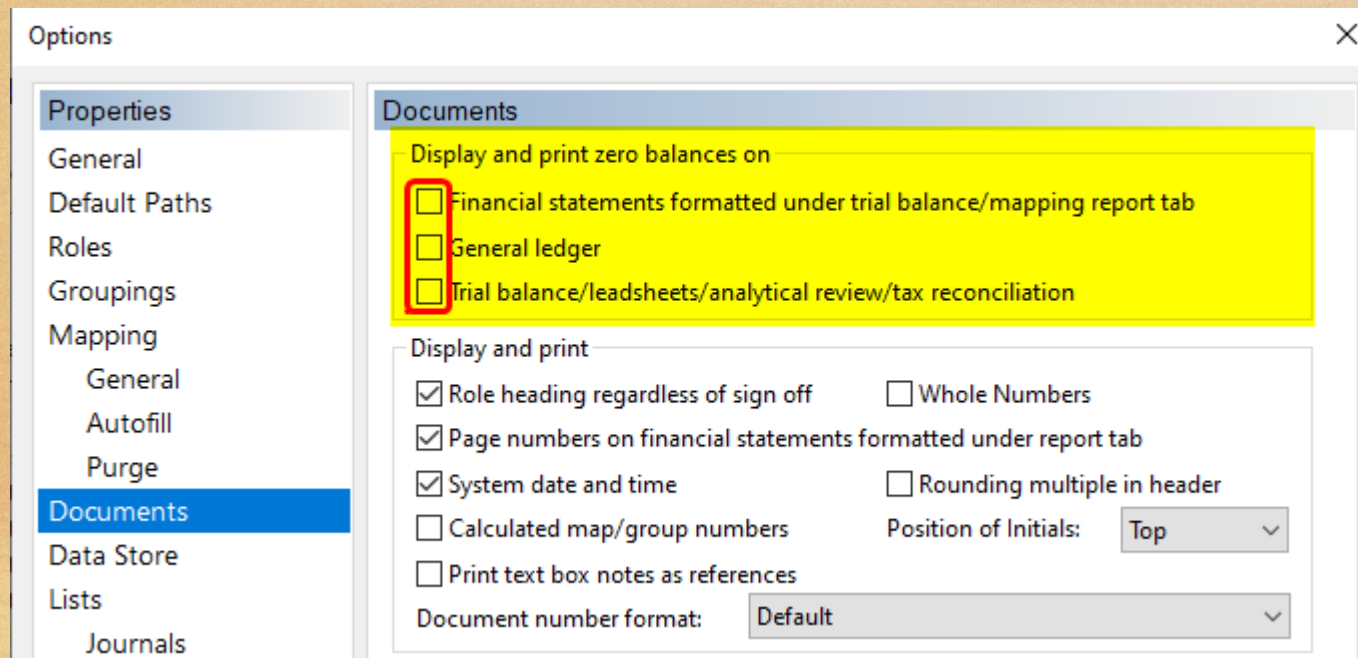 Options
Properties
General
Default Paths
Roles
Groupings
Mapping
General
Autofill
Purge
Documents
Data Store
Lists
Journals
Documents
Display and print zero balances on
Financial statements formatted under trial balance/mapping report tab
General ledger
Trial balance/leadsheets/analytical review/tax reconciliation
Display and print
Role heading regardless of sign off Whole Numbers
Page numbers on financial statements formatted under report tab
System date and time Rounding multiple in header
Calculated map/group numbers Position of Initials: Top
Print text box notes as references
Document number format: Default